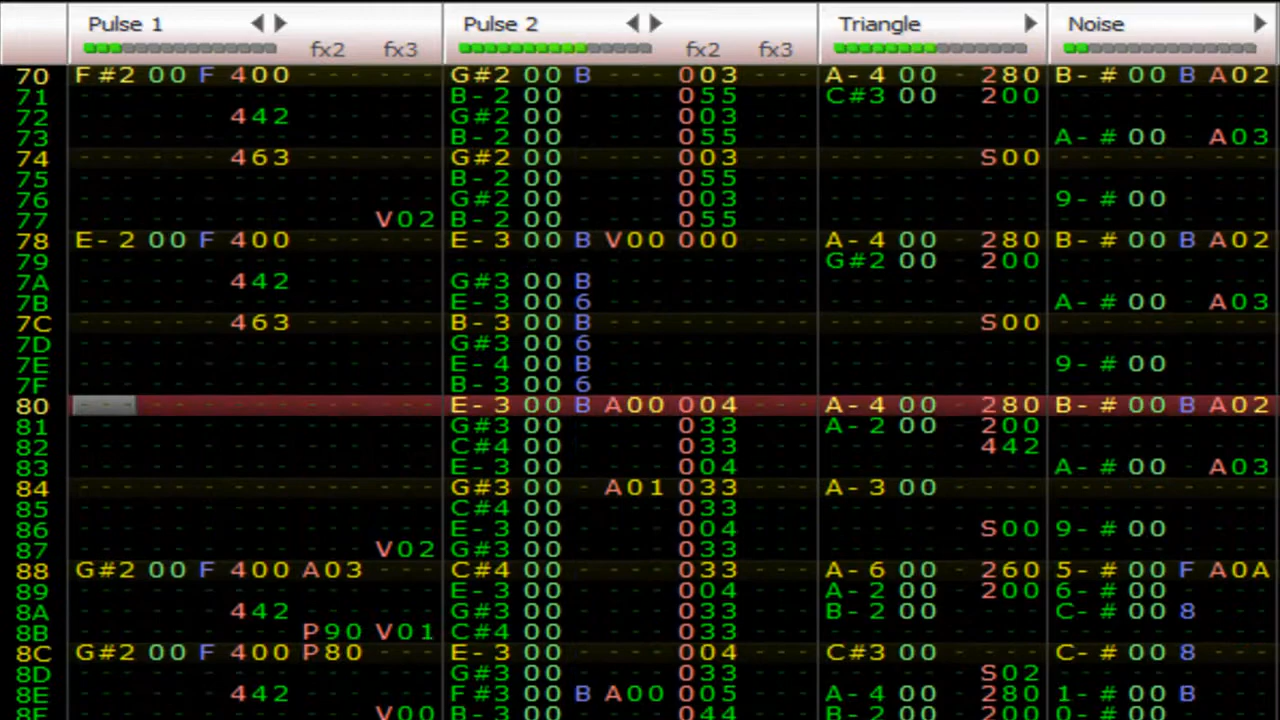 Pulse 1 Pulse 2 Triangle Noise
fx2 fx3 fx2 fx3
70 F#2 00 F 400 --- --- G#2 00 B --- 003 --- A-4 00 - 280 B-# 00 B A02
71 --- -- - --- --- --- B-2 00 - --- 055 --- C#3 00 - 200 --- -- - ---
72 --- -- - 442 --- --- G#2 00 - --- 003 --- --- -- - --- --- -- - ---
73 --- -- - --- --- --- B-2 00 - --- 055 --- --- -- - --- A-# 00 - A03
74 --- -- - 463 --- --- G#2 00 - --- 003 --- --- -- - S00 --- -- - ---
75 --- -- - --- --- --- B-2 00 - --- 055 --- --- -- - --- --- -- - ---
76 --- -- - --- --- --- G#2 00 - --- 003 --- --- -- - --- 9-# 00 - ---
77 --- -- - --- --- V02 B-2 00 - --- 055 --- --- -- - --- --- -- - ---
78 E-2 00 F 400 --- --- E-3 00 B V00 000 --- A-4 00 - 280 B-# 00 B A02
79 --- -- - --- --- --- --- -- - --- --- --- G#2 00 - 200 --- -- - ---
7A --- -- - 442 --- --- G#3 00 B --- --- --- --- -- - --- --- -- - ---
7B --- -- - --- --- --- E-3 00 6 --- --- --- --- -- - --- A-# 00 - A03
7C --- -- - 463 --- --- B-3 00 B --- --- --- --- -- - S00 --- -- - ---
7D --- -- - --- --- --- G#3 00 6 --- --- --- --- -- - --- --- -- - ---
7E --- -- - --- --- --- E-4 00 B --- --- --- --- -- - --- 9-# 00 - ---
7F --- -- - --- --- --- B-3 00 6 --- --- --- --- -- - --- --- -- - ---
80 --- -- - --- --- --- E-3 00 B A00 004 --- A-4 00 - 280 B-# 00 B A02
81 --- -- - --- --- --- G#3 00 - --- 033 --- A-2 00 - 200 --- -- - ---
82 --- -- - --- --- --- C#4 00 - --- 033 --- --- -- - 442 --- -- - ---
83 --- -- - --- --- --- E-3 00 - --- 004 --- --- -- - --- A-# 00 - A03
84 --- -- - --- --- --- G#3 00 - A01 033 --- A-3 00 - --- --- -- - ---
85 --- -- - --- --- --- C#4 00 - --- 033 --- --- -- - --- --- -- - ---
86 --- -- - --- --- --- E-3 00 - --- 004 --- --- -- - S00 9-# 00 - ---
87 --- -- - --- --- V02 G#3 00 - --- 033 --- --- -- - --- --- -- - ---
88 G#2 00 F 400 A03 --- C#4 00 - --- 033 --- A-6 00 - 260 5-# 00 F A0A
89 --- -- - --- --- --- E-3 00 - --- 004 --- A-2 00 - 200 6-# 00 - ---
8A --- -- - 442 --- --- G#3 00 - --- 033 --- B-2 00 - --- C-# 00 8 ---
8B --- -- - --- P90 V01 C#4 00 - --- 033 --- --- -- - --- --- -- - ---
8C G#2 00 F 400 P80 --- E-3 00 - --- 004 --- C#3 00 - --- C-# 00 8 ---
8D --- -- - --- --- --- G#3 00 - --- 033 --- --- -- - S02 --- -- - ---
8E --- -- - 442 --- --- F#3 00 B A00 005 --- A-4 00 - 280 1-# 00 B ---
8F --- -- - --- --- V00 B-3 00 - --- 044 --- B-2 00 - 200 0-# 00 - ---